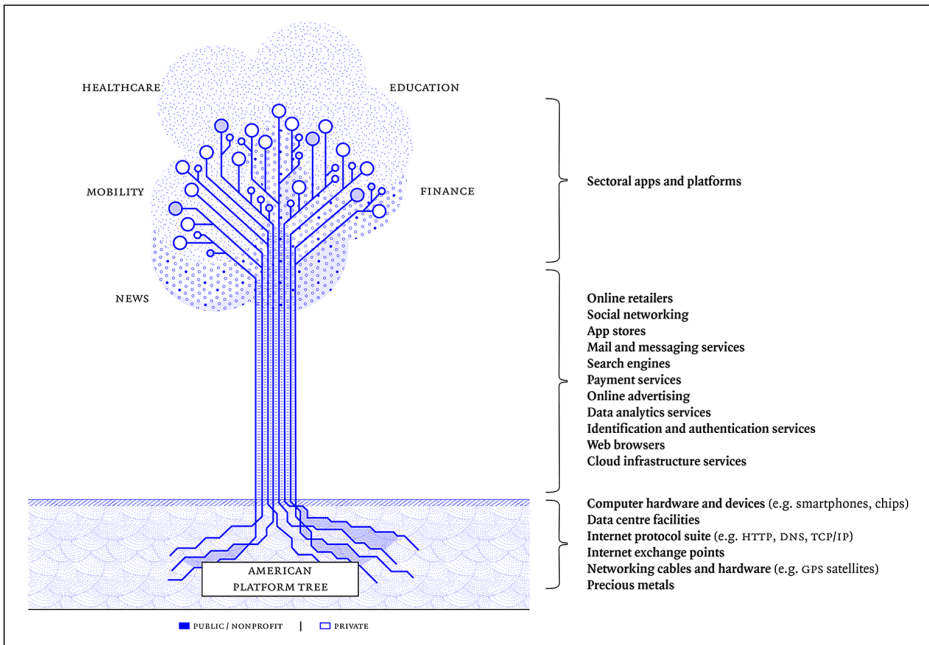 HEALTHCARE
EDUCATION
MOBILITY
FINANCE
NEWS
Sectoral apps and platforms
Online retailers
Social networking
App stores
Mail and messaging services
Search engines
Payment services
Online advertising
Data analytics services
Identification and authentication services
Web browsers
Cloud infrastructure services
Computer hardware and devices (e.g. smartphones, chips)
Data centre facilities
Internet protocol suite (e.g. HTTP, DNS, TCP/IP)
Internet exchange points
Networking cables and hardware (e.g. GPS satellites)
Precious metals
AMERICAN
PLATFORM TREE
PUBLIC / NONPROFIT | PRIVATE